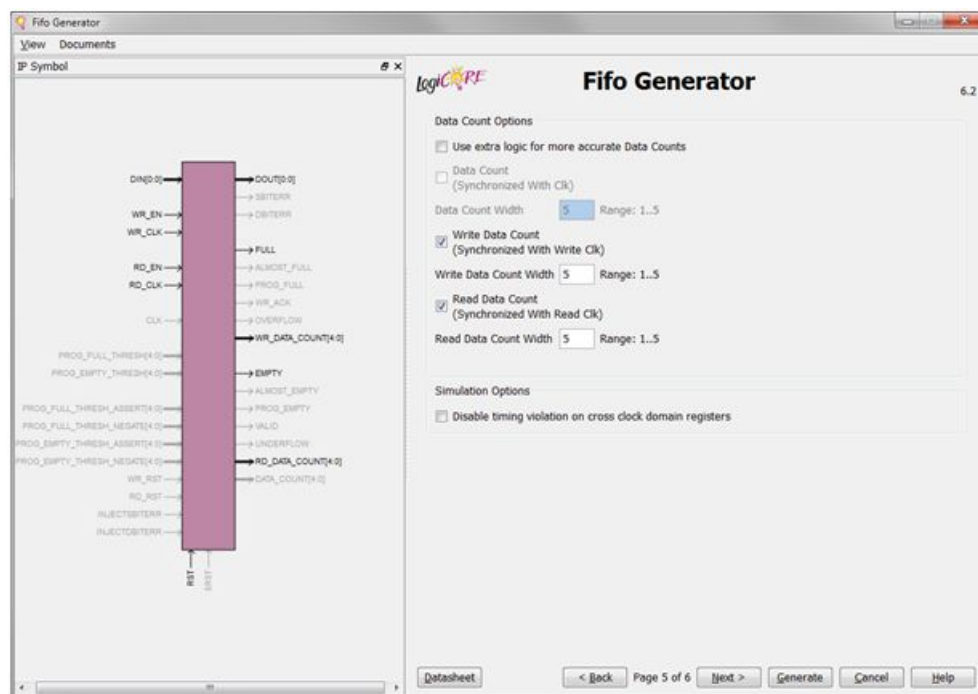 Fifo Generator
View Documents
IP Symbol
DIN[0:0]
WR_EN
WR_CLK
RD_EN
RD_CLK
CLK
PROG_FULL_THRESH[4:0]
PROG_EMPTY_THRESH[4:0]
PROG_FULL_THRESH_ASSERT[4:0]
PROG_FULL_THRESH_NEGATE[4:0]
PROG_EMPTY_THRESH_ASSERT[4:0]
PROG_EMPTY_THRESH_NEGATE[4:0]
WR_RST
RD_RST
INJECTSBITERR
INJECTDBITERR
DOUT[0:0]
SBITERR
DBITERR
FULL
ALMOST_FULL
PROG_FULL
WR_ACK
OVERFLOW
WR_DATA_COUNT[4:0]
EMPTY
ALMOST_EMPTY
PROG_EMPTY
VALID
UNDERFLOW
RD_DATA_COUNT[4:0]
DATA_COUNT[4:0]
RST
SRST
LogiCORE
Fifo Generator
6.2
Data Count Options
Use extra logic for more accurate Data Counts
Data Count
(Synchronized With Clk)
Data Count Width 5 Range: 1..5
Write Data Count
(Synchronized With Write Clk)
Write Data Count Width 5 Range: 1..5
Read Data Count
(Synchronized With Read Clk)
Read Data Count Width 5 Range: 1..5
Simulation Options
Disable timing violation on cross clock domain registers
Datasheet < Back Page 5 of 6 Next > Generate Cancel Help